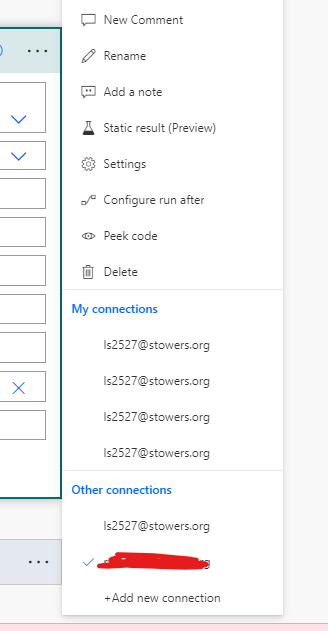 New Comment
Rename
Add a note
Static result (Preview)
Settings
Configure run after
Peek code
Delete
My connections
ls2527@stowers.org
ls2527@stowers.org
ls2527@stowers.org
ls2527@stowers.org
Other connections
ls2527@stowers.org
+Add new connection